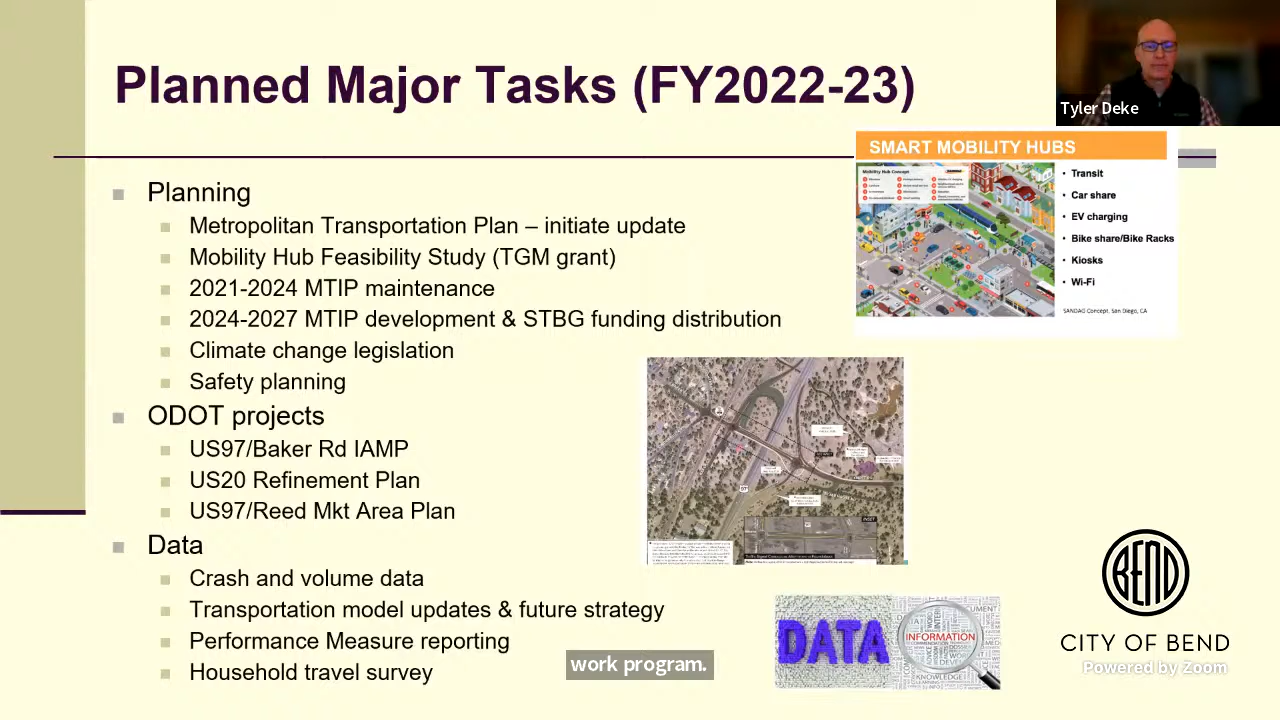 Planned Major Tasks (FY2022-23)
Tyler Deke
Planning
Metropolitan Transportation Plan – initiate update
Mobility Hub Feasibility Study (TGM grant)
2021-2024 MTIP maintenance
2024-2027 MTIP development & STBG funding distribution
Climate change legislation
Safety planning
ODOT projects
US97/Baker Rd IAMP
US20 Refinement Plan
US97/Reed Mkt Area Plan
Data
Crash and volume data
Transportation model updates & future strategy
Performance Measure reporting
Household travel survey
SMART MOBILITY HUBS
Mobility Hub Concept
• Transit
• Car share
• EV charging
• Bike share/Bike Racks
• Kiosks
• Wi-Fi
SANDAG Concept, San Diego, CA
DATA
INFORMATION
KNOWLEDGE
work program.
BEND
CITY OF BEND
Powered by Zoom